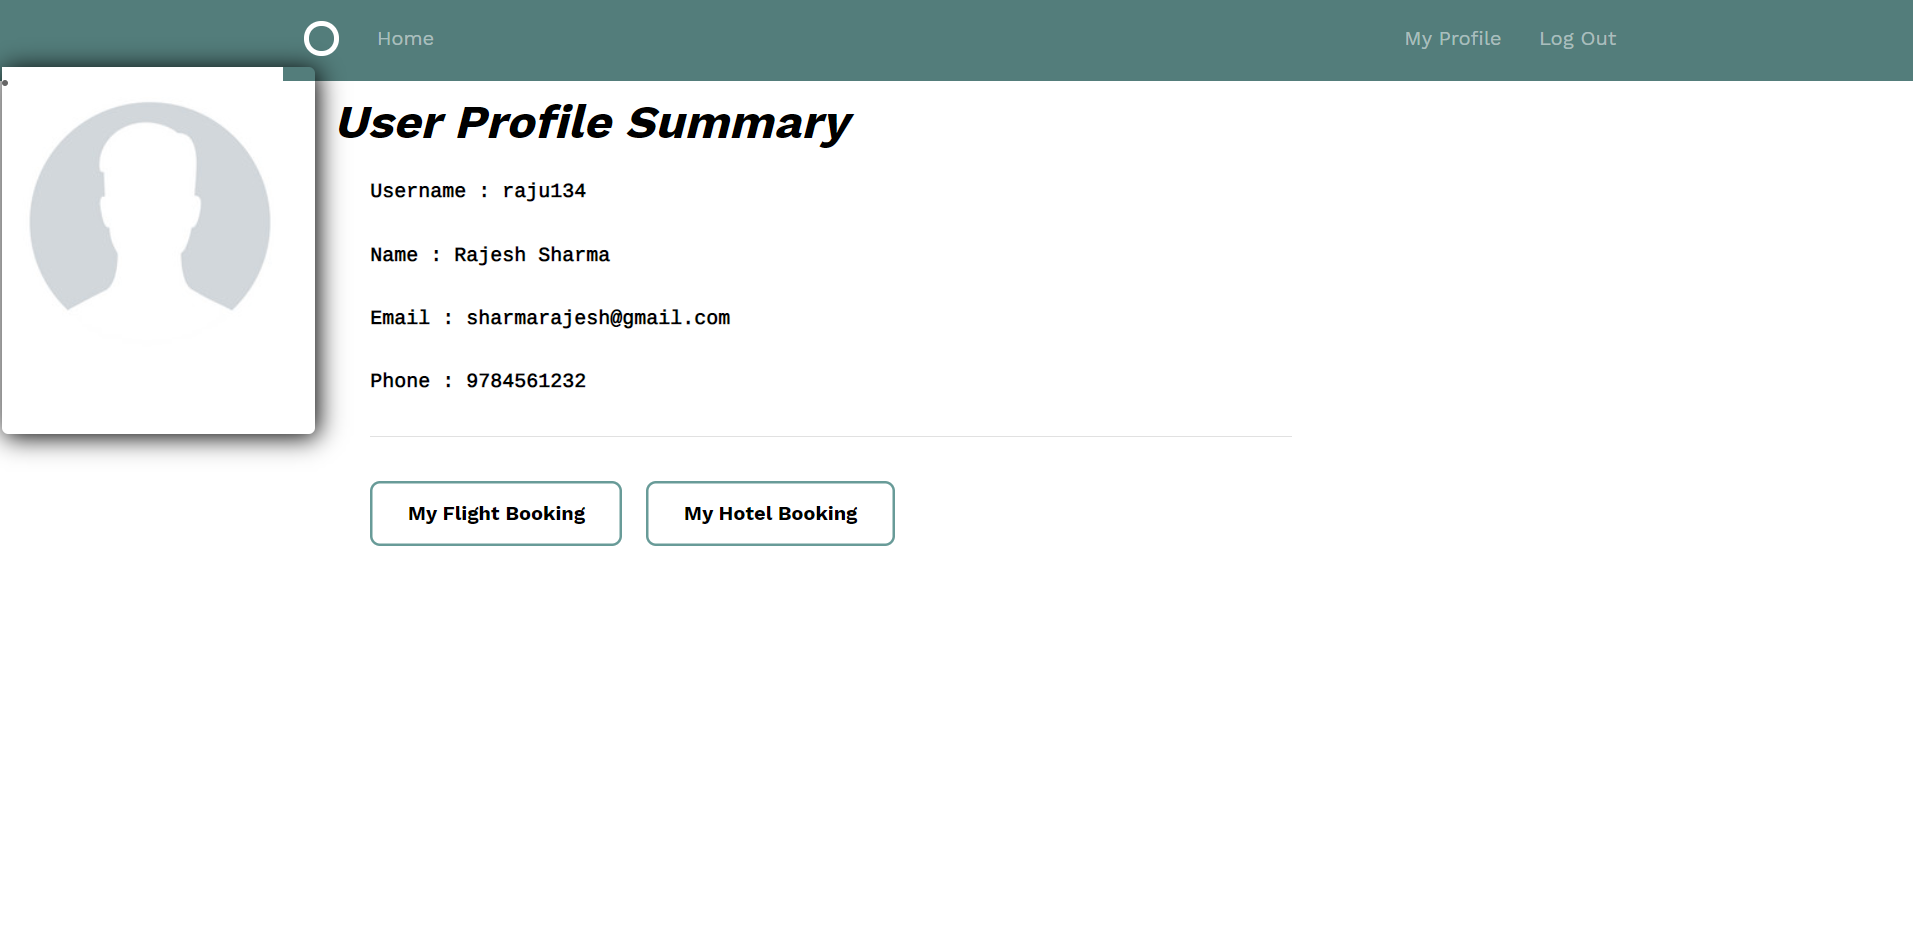 Home
My Profile
Log Out
User Profile Summary
Username : raju134
Name : Rajesh Sharma
Email : sharmarajesh@gmail.com
Phone : 9784561232
My Flight Booking
My Hotel Booking